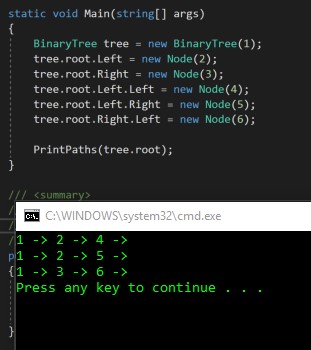 static void Main(string[] args)
{
BinaryTree tree = new BinaryTree(1);
tree.root.Left = new Node(2);
tree.root.Right = new Node(3);
tree.root.Left.Left = new Node(4);
tree.root.Left.Right = new Node(5);
tree.root.Right.Left = new Node(6);
PrintPaths(tree.root);
}
/// <summary>
C:\WINDOWS\system32\cmd.exe
1 -> 2 -> 4 ->
1 -> 2 -> 5 ->
1 -> 3 -> 6 ->
Press any key to continue . . .
{
}